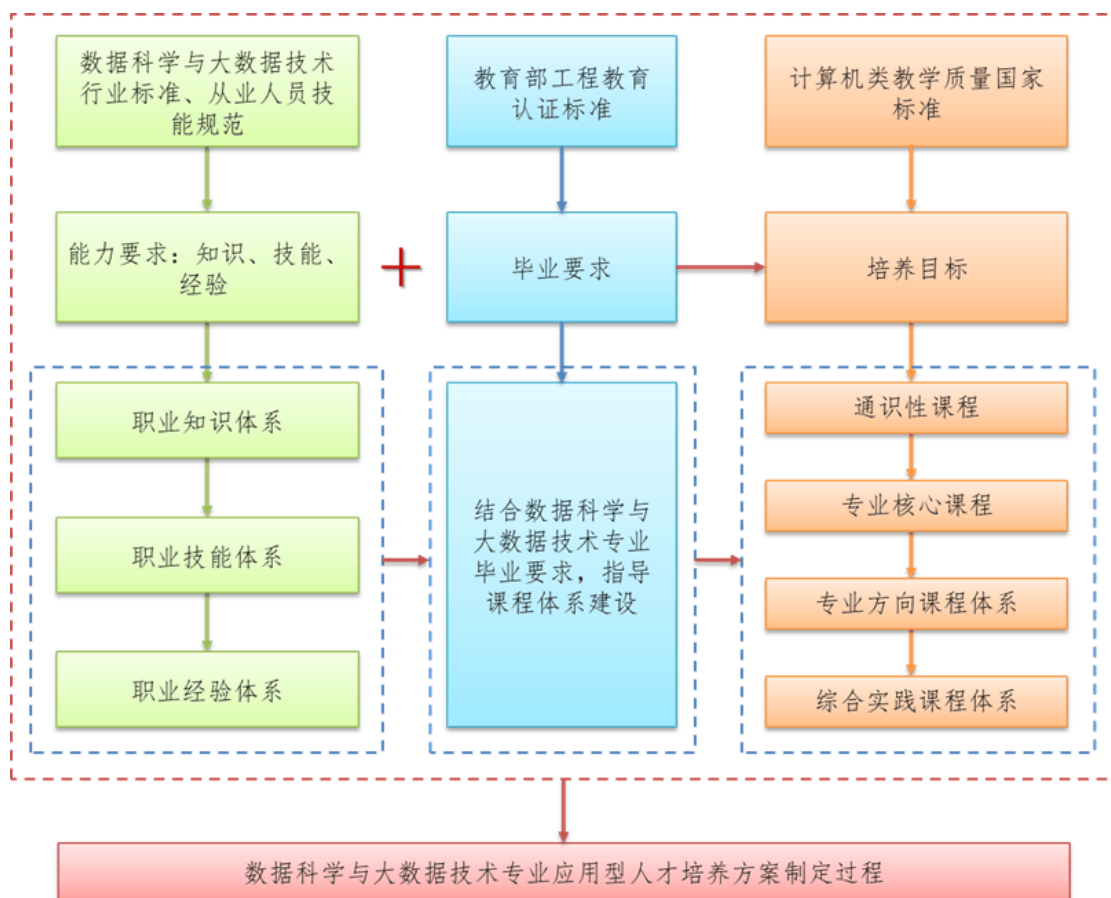 数据科学与大数据技术
行业标准、从业人员技
能规范
教育部工程教育
认证标准
计算机类教学质量国家
标准
能力要求：知识、技能、
经验
+
毕业要求
培养目标
职业知识体系
职业技能体系
职业经验体系
结合数据科学与
大数据技术专业
毕业要求，指导
课程体系建设
通识性课程
专业核心课程
专业方向课程体系
综合实践课程体系
数据科学与大数据技术专业应用型人才培养方案制定过程